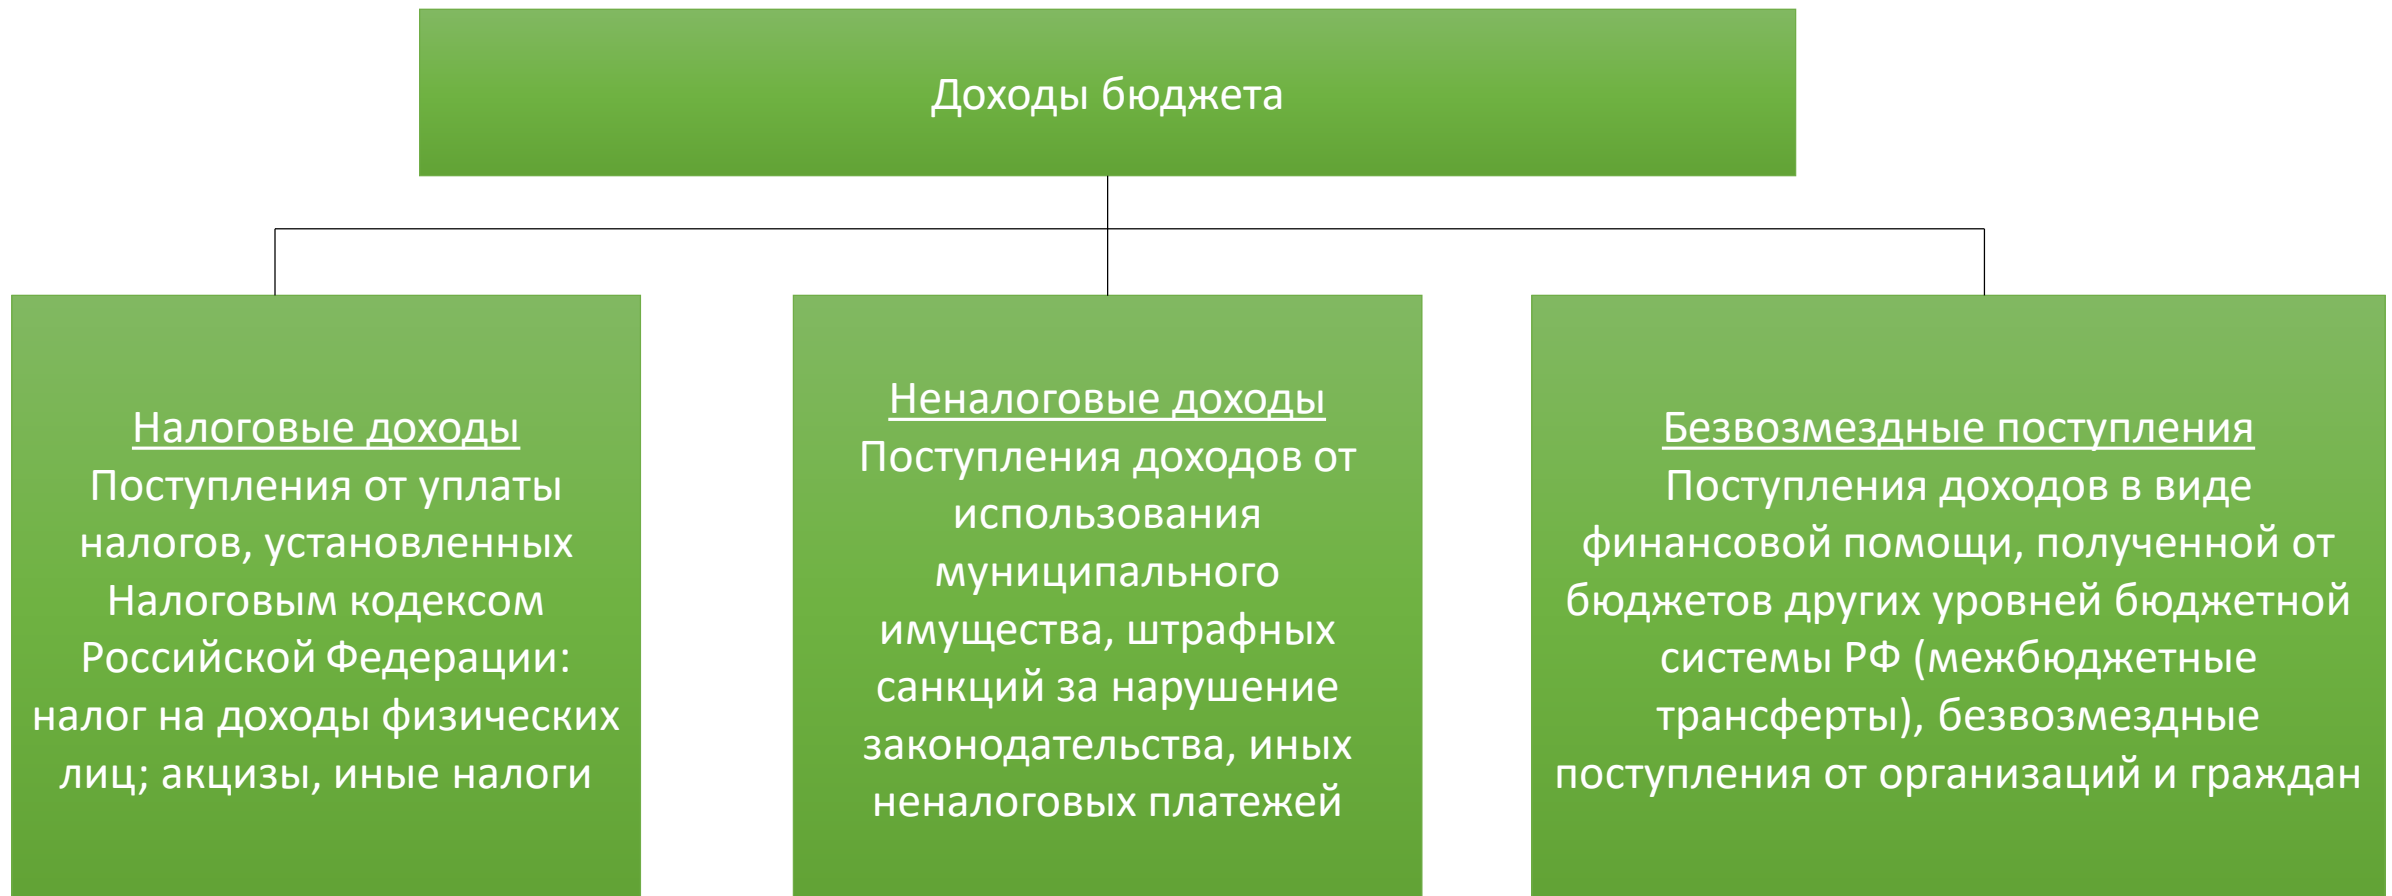 Доходы бюджета
Налоговые доходы
Поступления от уплаты
налогов, установленных
Налоговым кодексом
Российской Федерации:
налог на доходы физических
лиц; акцизы, иные налоги
Неналоговые доходы
Поступления доходов от
использования
муниципального
имущества, штрафных
санкций за нарушение
законодательства, иных
неналоговых платежей
Безвозмездные поступления
Поступления доходов в виде
финансовой помощи, полученной от
бюджетов других уровней бюджетной
системы РФ (межбюджетные
трансферты), безвозмездные
поступления от организаций и граждан